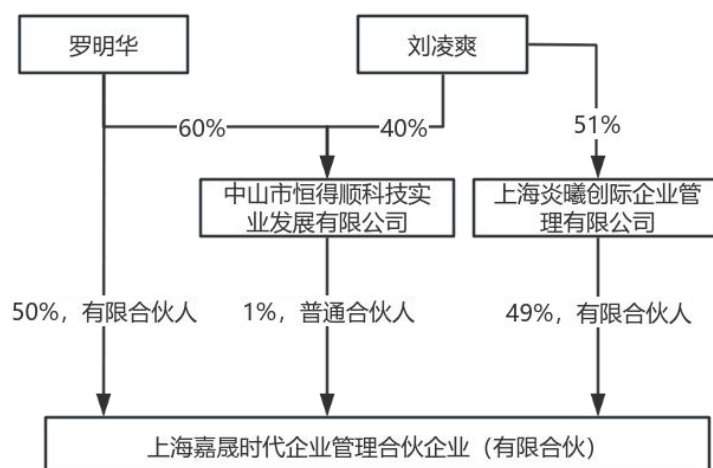 罗明华
刘凌爽
60%
40%
51%
中山市恒得顺科技实
业发展有限公司
上海炎曦创际企业管
理有限公司
50%，有限合伙人
1%，普通合伙人
49%，有限合伙人
上海嘉晟时代企业管理合伙企业（有限合伙）